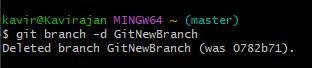 kavir@Kavirajan MINGW64 ~ (master)
$ git branch -d GitNewBranch
Deleted branch GitNewBranch (was 0782b71).